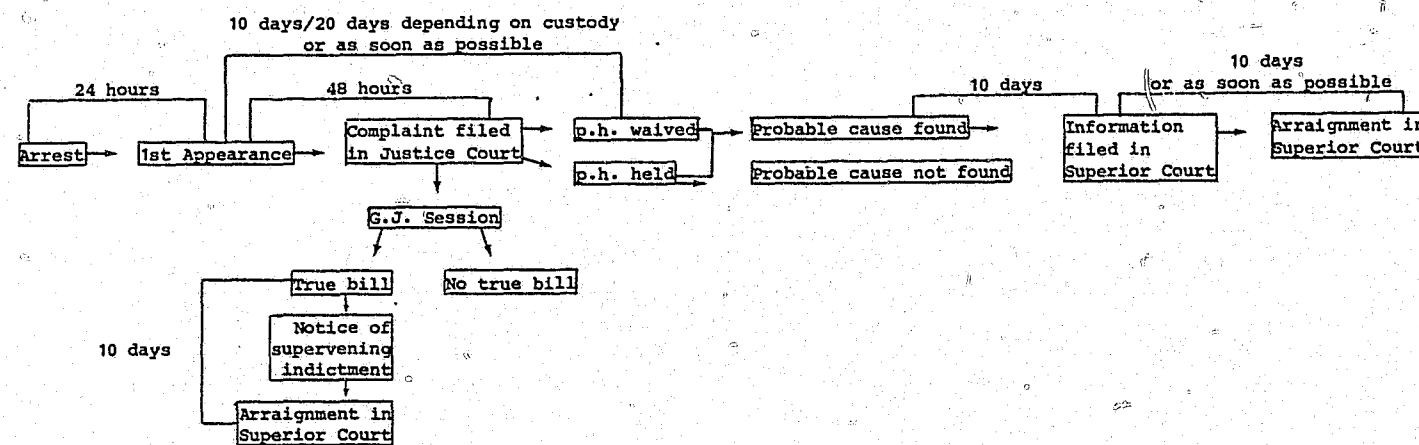 10 days/20 days depending on custody
or as soon as possible
10 days
or as soon as possible
24 hours
48 hours
10 days
Arrest
1st Appearance
Complaint filed
in Justice Court
p.h. waived
p.h. held
Probable cause found
Probable cause not found
Information
filed in
Superior Court
Arraignment in
Superior Court
G.J. Session
True bill
No true bill
Notice of
supervening
indictment
10 days
Arraignment in
Superior Court